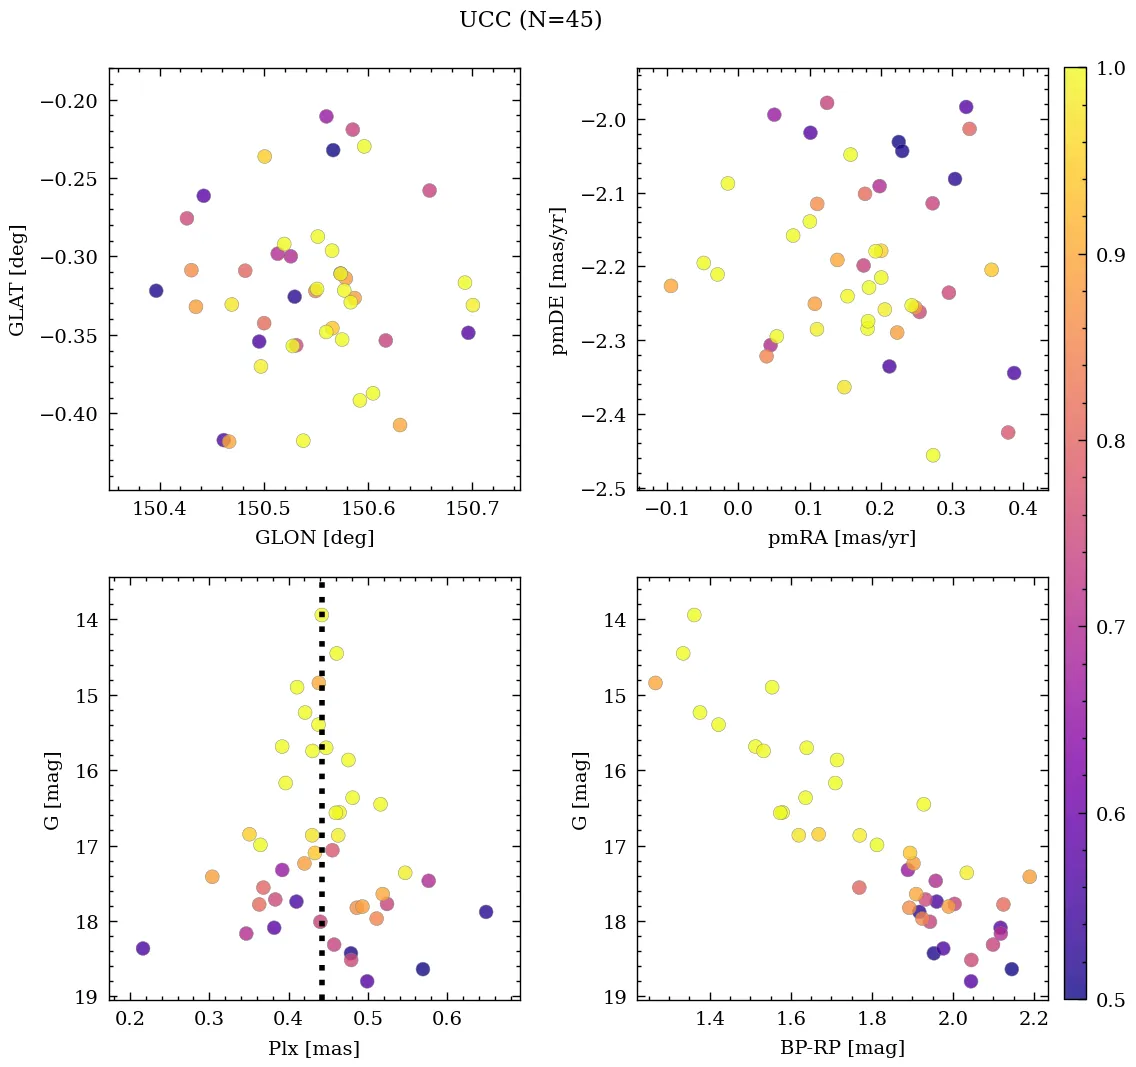 UCC (N=45)
−0.20
−0.25
−0.30
−0.35
−0.40
GLAT [deg]
150.4 150.5 150.6 150.7
GLON [deg]
−2.0
−2.1
−2.2
−2.3
−2.4
−2.5
pmDE [mas/yr]
−0.1 0.0 0.1 0.2 0.3 0.4
pmRA [mas/yr]
14
15
16
17
18
19
G [mag]
0.2 0.3 0.4 0.5 0.6
Plx [mas]
14
15
16
17
18
19
G [mag]
1.4 1.6 1.8 2.0 2.2
BP-RP [mag]
1.0
0.9
0.8
0.7
0.6
0.5